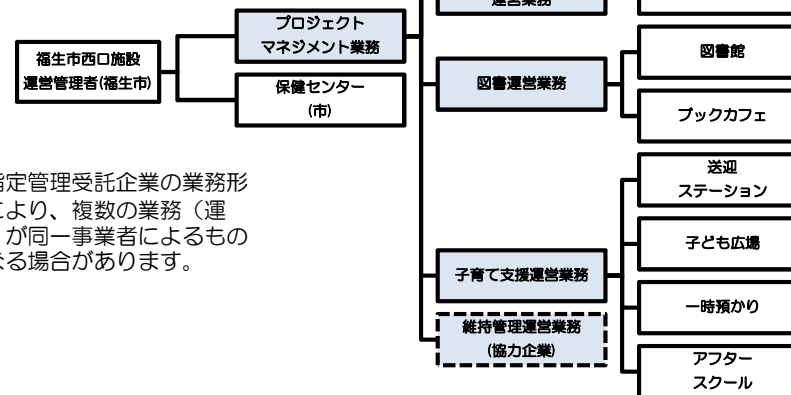 運営業務
プロジェクト
マネジメント業務
福生市西口施設
運営管理者(福生市)
保健センター
(市)
図書運営業務
図書館
ブックカフェ
指定管理受託企業の業務形
により、複数の業務（運
）が同一事業者によるもの
なる場合があります。
送迎
ステーション
子ども広場
子育て支援運営業務
一時預かり
維持管理運営業務
(協力企業)
アフター
スクール